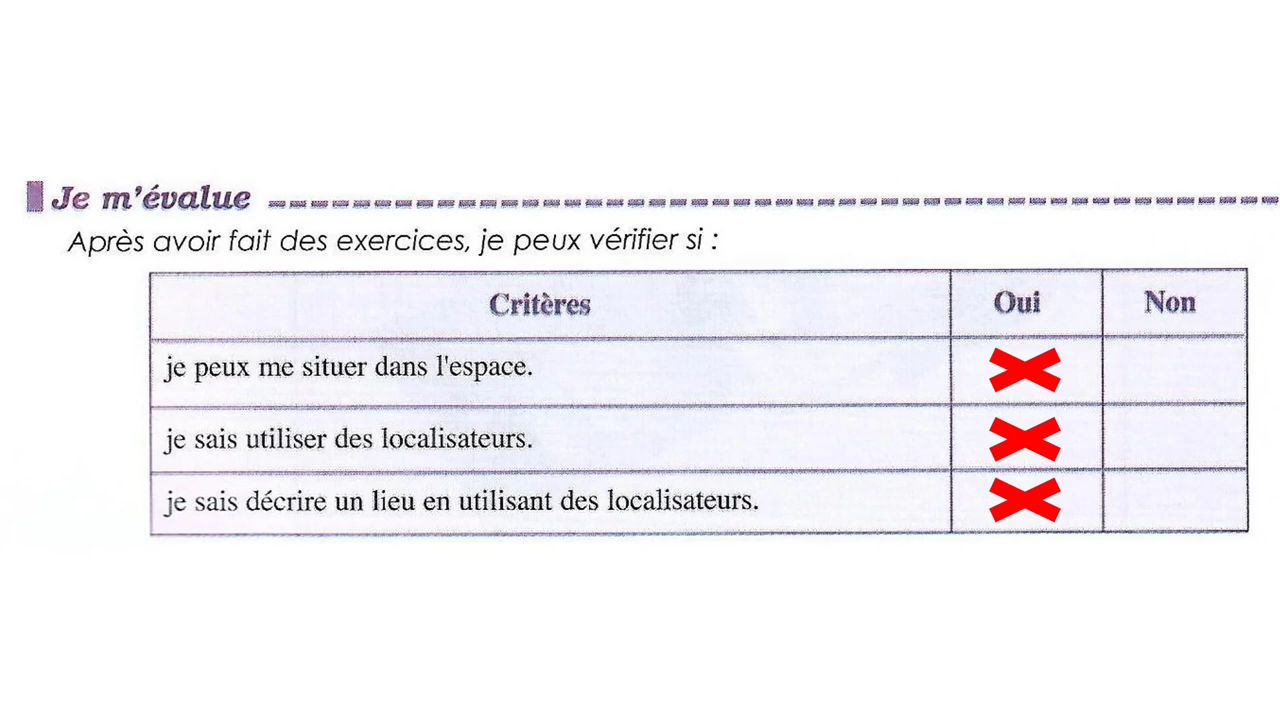 Je m'évalue
Après avoir fait des exercices, je peux vérifier si :
Critères Oui Non
je peux me situer dans l'espace.
je sais utiliser des localisateurs.
je sais décrire un lieu en utilisant des localisateurs.